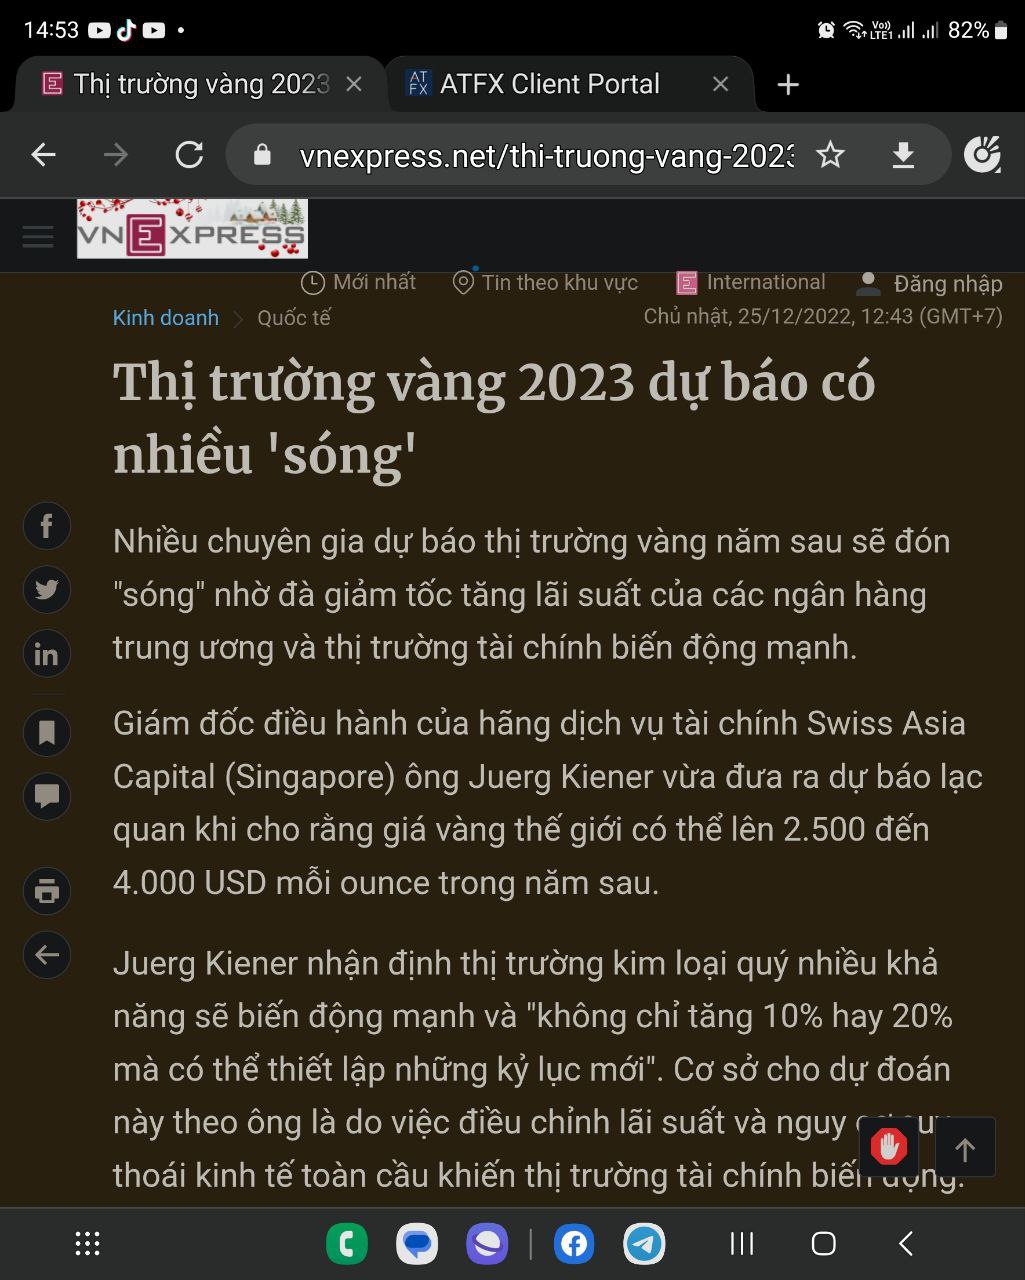 14:53
Vo)) LTE1 82%
Thị trường vàng 2023
AT FX ATFX Client Portal
vnexpress.net/thi-truong-vang-2023
VNEXPRESS
Mới nhất Tin theo khu vực E International Đăng nhập
Kinh doanh Quốc tế Chủ nhật, 25/12/2022, 12:43 (GMT+7)
Thị trường vàng 2023 dự báo có
nhiều 'sóng'
Nhiều chuyên gia dự báo thị trường vàng năm sau sẽ đón
"sóng" nhờ đà giảm tốc tăng lãi suất của các ngân hàng
trung ương và thị trường tài chính biến động mạnh.
Giám đốc điều hành của hãng dịch vụ tài chính Swiss Asia
Capital (Singapore) ông Juerg Kiener vừa đưa ra dự báo lạc
quan khi cho rằng giá vàng thế giới có thể lên 2.500 đến
4.000 USD mỗi ounce trong năm sau.
Juerg Kiener nhận định thị trường kim loại quý nhiều khả
năng sẽ biến động mạnh và "không chỉ tăng 10% hay 20%
mà có thể thiết lập những kỷ lục mới". Cơ sở cho dự đoán
này theo ông là do việc điều chỉnh lãi suất và nguy cơ suy
thoái kinh tế toàn cầu khiến thị trường tài chính biến động.